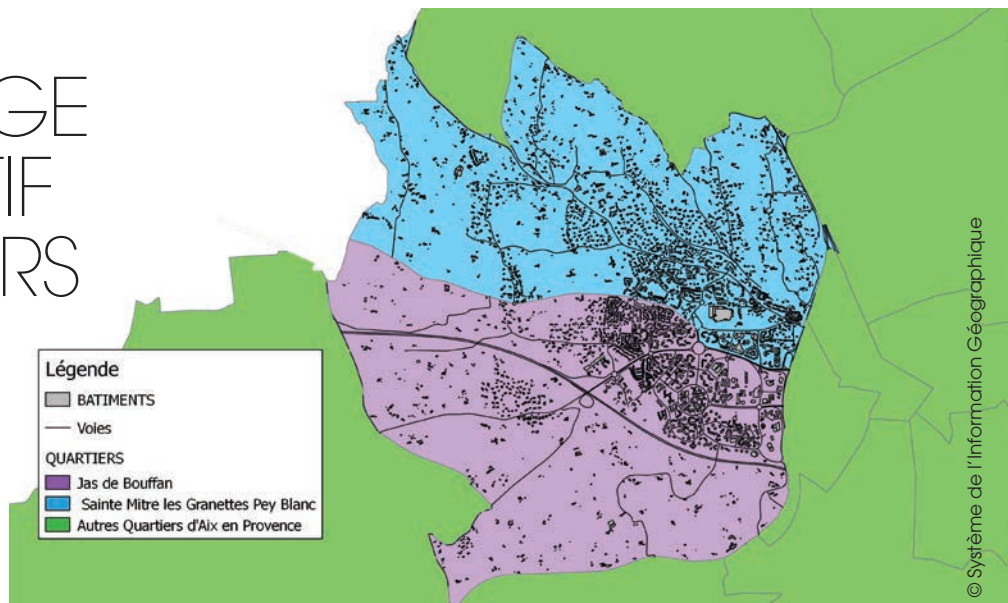 GE
TIF
RS
Légende
BATIMENTS
Voies
QUARTIERS
Jas de Bouffan
Sainte Mitre les Granettes Pey Blanc
Autres Quartiers d'Aix en Provence
© Système de l'Information Géographique